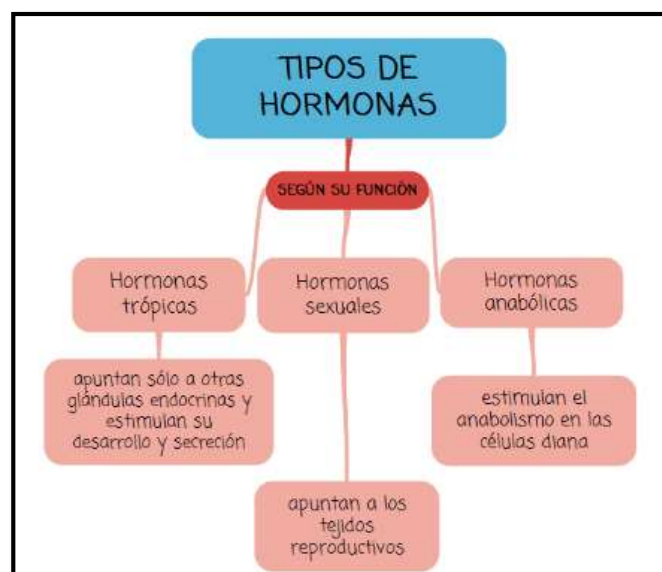 TIPOS DE
HORMONAS
SEGÚN SU FUNCIÓN
Hormonas
trópicas
Hormonas
sexuales
Hormonas
anabólicas
apuntan sólo a otras
glándulas endocrinas y
estimulan su
desarrollo y secreción
estimulan el
anabolismo en las
células diana
apuntan a los
tejidos
reproductivos